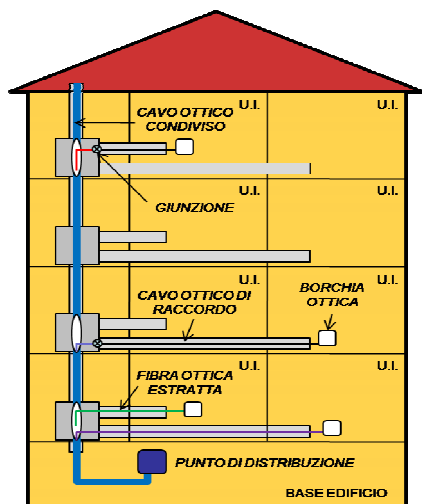 U.I. U.I.
CAVO OTTICO
CONDIVISO
GIUNZIONE
U.I. U.I.
U.I. U.I.
CAVO OTTICO DI
RACCORDO
BORCHIA
OTTICA
U.I. U.I.
FIBRA OTTICA
ESTRATTA
PUNTO DI DISTRIBUZIONE
BASE EDIFICIO